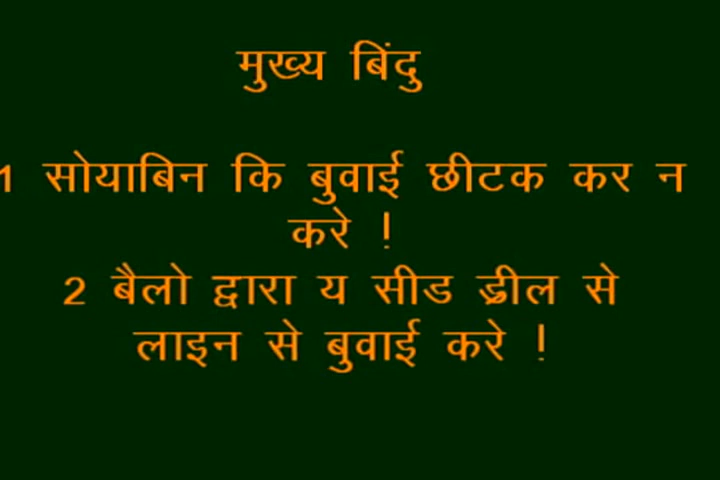 मुख्य बिंदु
1 सोयाबिन कि बुवाई छीटक कर न
करे !
2 बैलो द्वारा य सीड ड्रील से
लाइन से बुवाई करे !